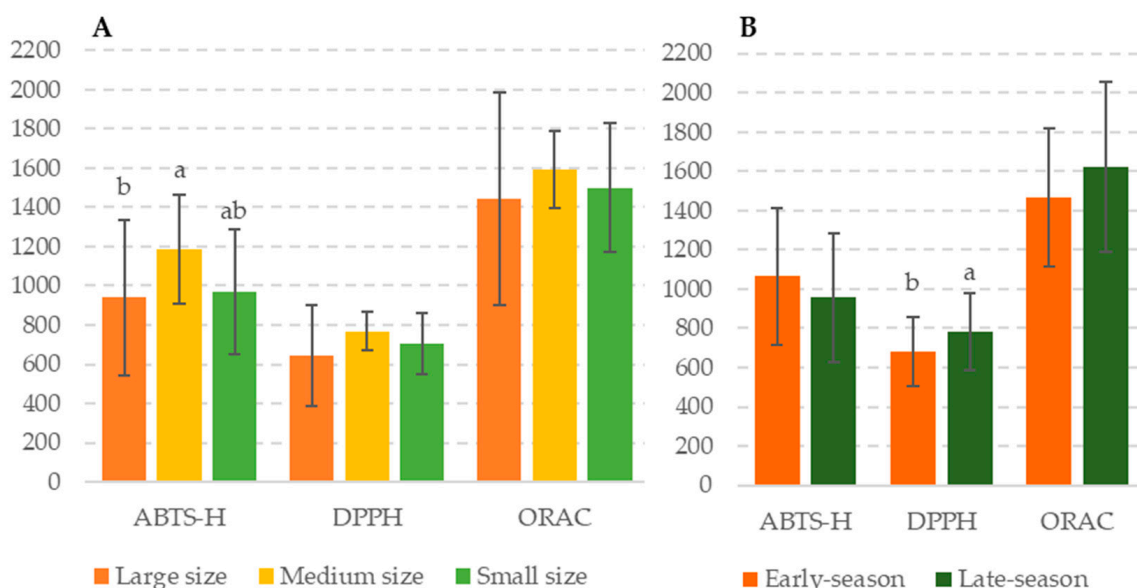 A
2200
2000
1800
1600
1400
1200
1000
800
600
400
200
0
b
a
ab
ABTS-H
DPPH
ORAC
Large size
Medium size
Small size
B
2200
2000
1800
1600
1400
1200
1000
800
600
400
200
0
b
a
ABTS-H
DPPH
ORAC
Early-season
Late-season